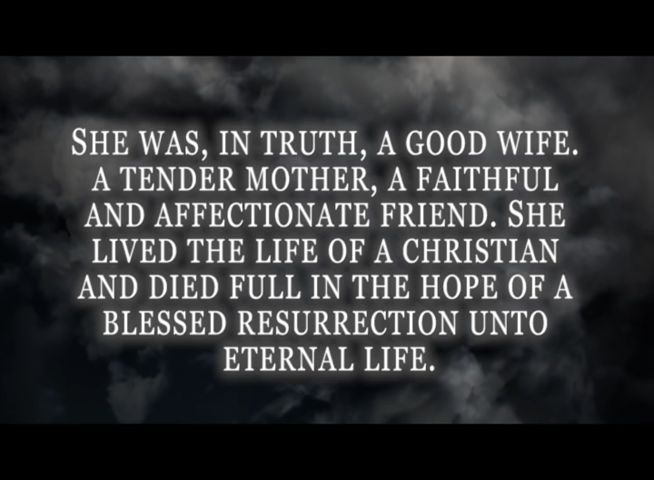 SHE WAS, IN TRUTH, A GOOD WIFE.
A TENDER MOTHER, A FAITHFUL
AND AFFECTIONATE FRIEND. SHE
LIVED THE LIFE OF A CHRISTIAN
AND DIED FULL IN THE HOPE OF A
BLESSED RESURRECTION UNTO
ETERNAL LIFE.